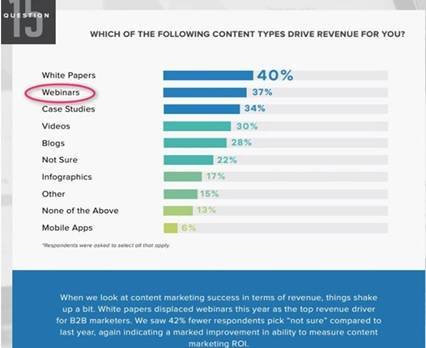 QUESTION
15
WHICH OF THE FOLLOWING CONTENT TYPES DRIVE REVENUE FOR YOU?
White Papers 40%
Webinars 37%
Case Studies 34%
Videos 30%
Blogs 28%
Not Sure 22%
Infographics 17%
Other 15%
None of the Above 13%
Mobile Apps 6%
*Respondents were asked to select all that apply.
When we look at content marketing success in terms of revenue, things shake
up a bit. White papers displaced webinars this year as the top revenue driver
for B2B marketers. We saw 42% fewer respondents pick “not sure” compared to
last year, again indicating a marked improvement in ability to measure content
marketing ROI.